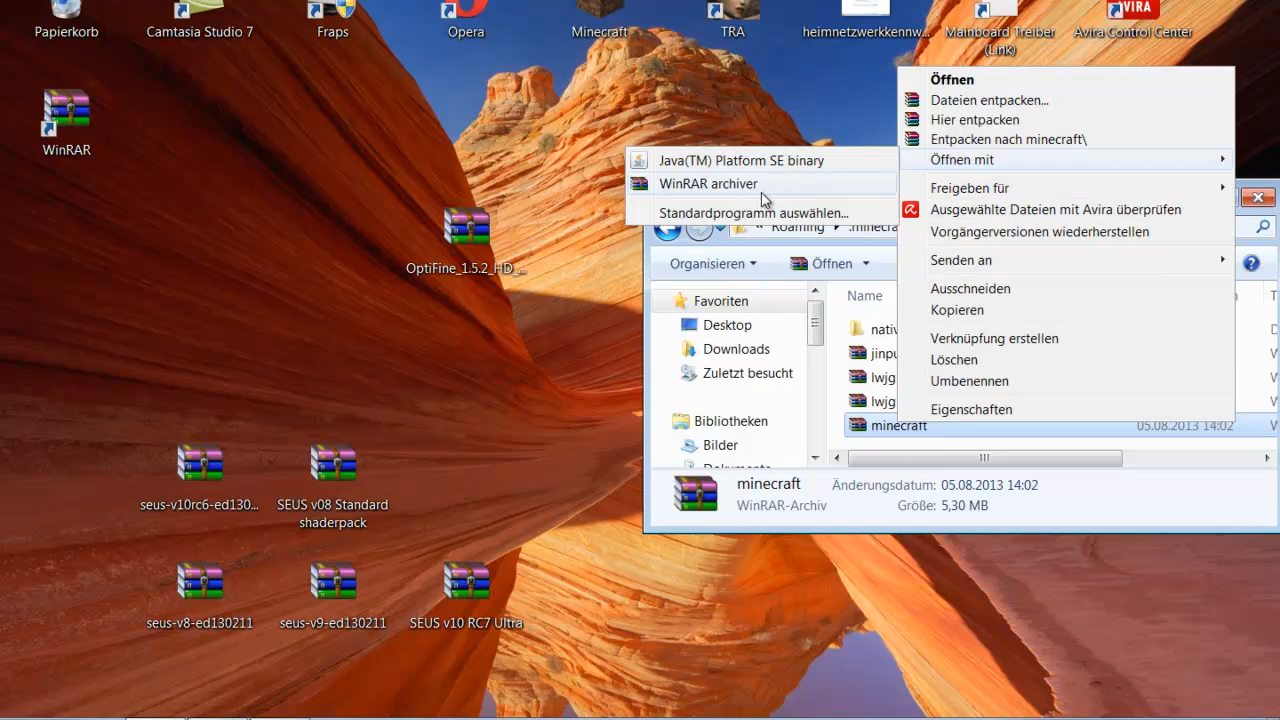 Papierkorb
Camtasia Studio 7
Fraps
Opera
Minecraft
TRA
heimnetzwerkkennw...
Mainboard Treiber
(Link)
AVIRA
Avira Control Center
WinRAR
OptiFine_1.5.2_HD_...
seus-v10rc6-ed130...
SEUS v08 Standard
shaderpack
seus-v8-ed130211
seus-v9-ed130211
SEUS v10 RC7 Ultra
Öffnen
Dateien entpacken...
Hier entpacken
Entpacken nach minecraft\
Öffnen mit
Freigeben für
Ausgewählte Dateien mit Avira überprüfen
Vorgängerversionen wiederherstellen
Senden an
Ausschneiden
Kopieren
Verknüpfung erstellen
Löschen
Umbenennen
Eigenschaften
Java(TM) Platform SE binary
WinRAR archiver
Standardprogramm auswählen...
Roaming
.minecra
Organisieren
Öffnen
Favoriten
Desktop
Downloads
Zuletzt besucht
Bibliotheken
Bilder
Name
nativ
jinpu
lwjg
lwjg
minecraft 05.08.2013 14:02 W
minecraft Änderungsdatum: 05.08.2013 14:02
WinRAR-Archiv Größe: 5,30 MB